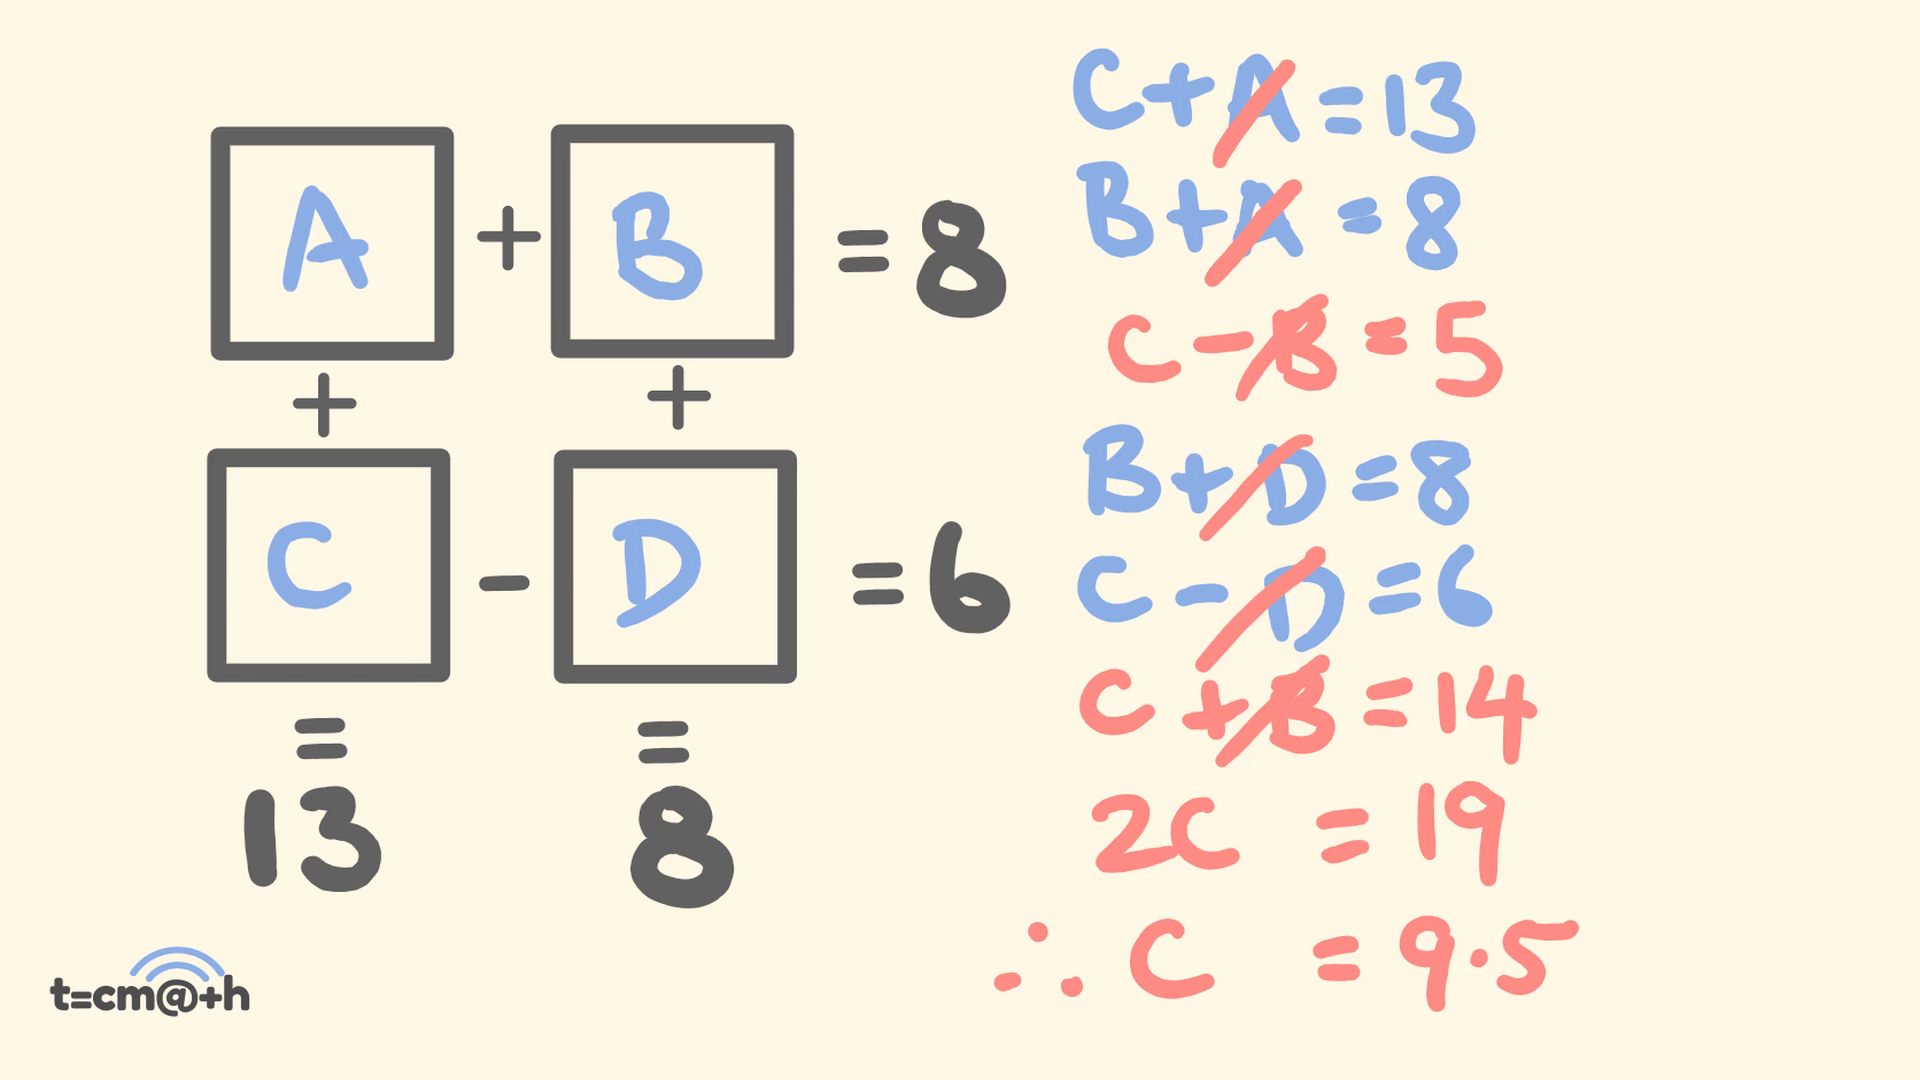 A + B = 8
+ +
C - D = 6
= =
13 8
t=cm@+h
C+A=13
B+A=8
C-B=5
B+D=8
C-D=6
C+B=14
2C =19
∴ C = 9.5